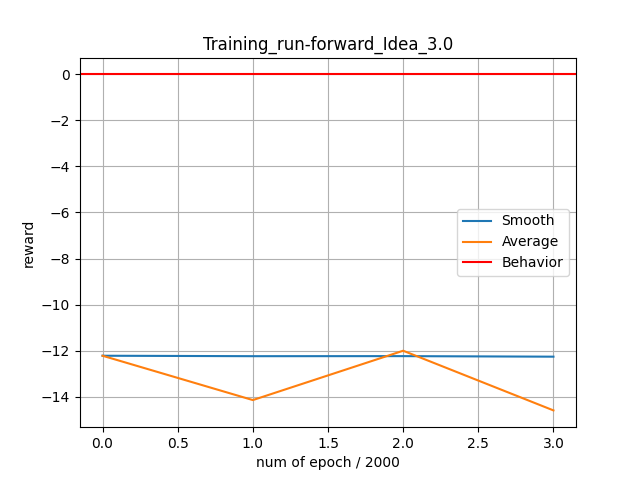 Training_run-forward_Idea_3.0
0
−2
−4
−6
−8
−10
−12
−14
reward
Smooth
Average
Behavior
0.0 0.5 1.0 1.5 2.0 2.5 3.0
num of epoch / 2000